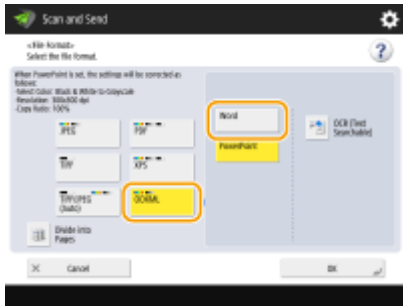 Scan and Send
<File Format>
Select the file format.
When PowerPoint is set, the settings will be corrected as
follows:
-Select Color: Black & White to Grayscale
-Resolution: 300x300 dpi
-Copy Ratio: 100%
JPEG
PDF
Word
OCR (Text
Searchable)
PowerPoint
TIFF
XPS
TIFF/JPEG
(Auto)
OOXML
Divide into
Pages
Cancel
OK